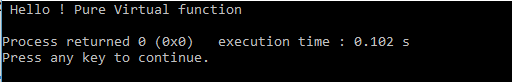 Hello ! Pure Virtual function
Process returned 0 (0x0)   execution time : 0.102 s
Press any key to continue.